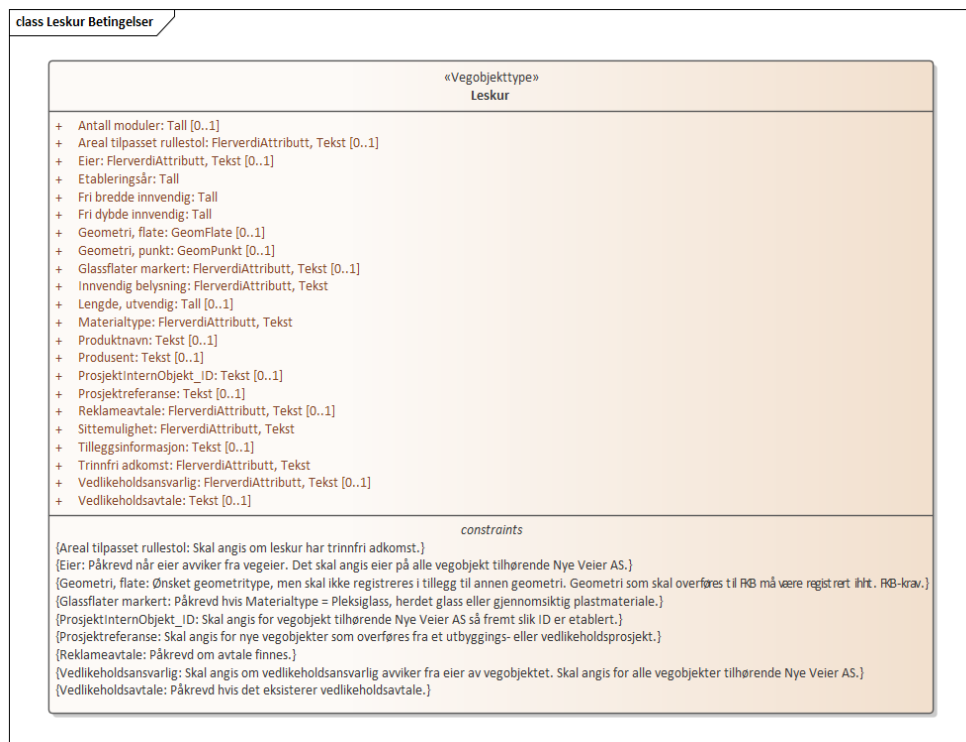 class Leskur Betingelser
«Vegobjekttype»
Leskur
+ Antall moduler: Tall [0..1]
+ Areal tilpasset rullestol: FlerverdiAttributt, Tekst [0..1]
+ Eier: FlerverdiAttributt, Tekst [0..1]
+ Etableringsår: Tall
+ Fri bredde innvendig: Tall
+ Fri dybde innvendig: Tall
+ Geometri, flate: GeomFlate [0..1]
+ Geometri, punkt: GeomPunkt [0..1]
+ Glassflater markert: FlerverdiAttributt, Tekst [0..1]
+ Innvendig belysning: FlerverdiAttributt, Tekst
+ Lengde, utvendig: Tall [0..1]
+ Materialtype: FlerverdiAttributt, Tekst
+ Produktnavn: Tekst [0..1]
+ Produsent: Tekst [0..1]
+ ProsjektInternObjekt_ID: Tekst [0..1]
+ Prosjektreferanse: Tekst [0..1]
+ Reklameavtale: FlerverdiAttributt, Tekst [0..1]
+ Sittemulighet: FlerverdiAttributt, Tekst
+ Tilleggsinformasjon: Tekst [0..1]
+ Trinnfri adkomst: FlerverdiAttributt, Tekst
+ Vedlikeholdsansvarlig: FlerverdiAttributt, Tekst [0..1]
+ Vedlikeholdsavtale: Tekst [0..1]
constraints
{Areal tilpasset rullestol: Skal angis om leskur har trinnfri adkomst.}
{Eier: Påkrevd når eier avviker fra vegeier. Det skal angis eier på alle vegobjekt tilhørende Nye Veier AS.}
{Geometri, flate: Ønsket geometritype, men skal ikke registreres i tillegg til annen geometri. Geometri som skal overføres til FKB må være registrert ihht. FKB-krav.}
{Glassflater markert: Påkrevd hvis Materialtype = Pleksiglass, herdet glass eller gjennomsiktig plastmateriale.}
{ProsjektInternObjekt_ID: Skal angis for vegobjekt tilhørende Nye Veier AS så fremt slik ID er etablert.}
{Prosjektreferanse: Skal angis for nye vegobjekter som overføres fra et utbyggings- eller vedlikeholdsprosjekt.}
{Reklameavtale: Påkrevd om avtale finnes.}
{Vedlikeholdsansvarlig: Skal angis om vedlikeholdsansvarlig avviker fra eier av vegobjektet. Skal angis for alle vegobjekter tilhørende Nye Veier AS.}
{Vedlikeholdsavtale: Påkrevd hvis det eksisterer vedlikeholdsavtale.}